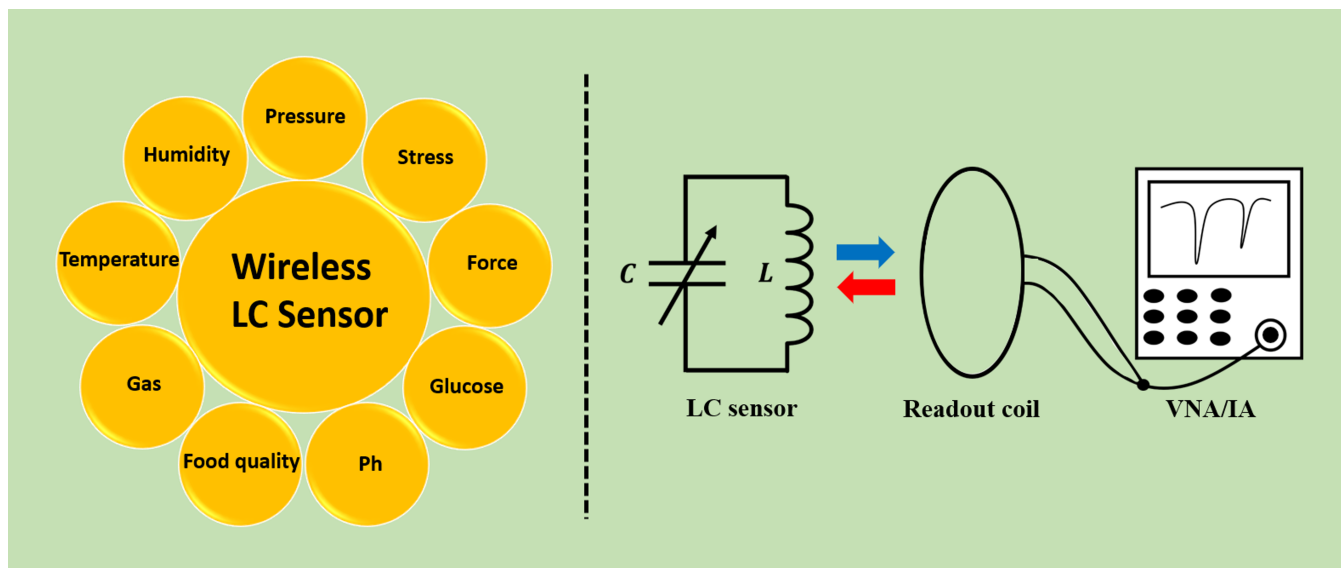 Pressure
Humidity
Stress
Temperature
Wireless
LC Sensor
Force
Gas
Glucose
Food quality
Ph
C
L
LC sensor
Readout coil
VNA/IA